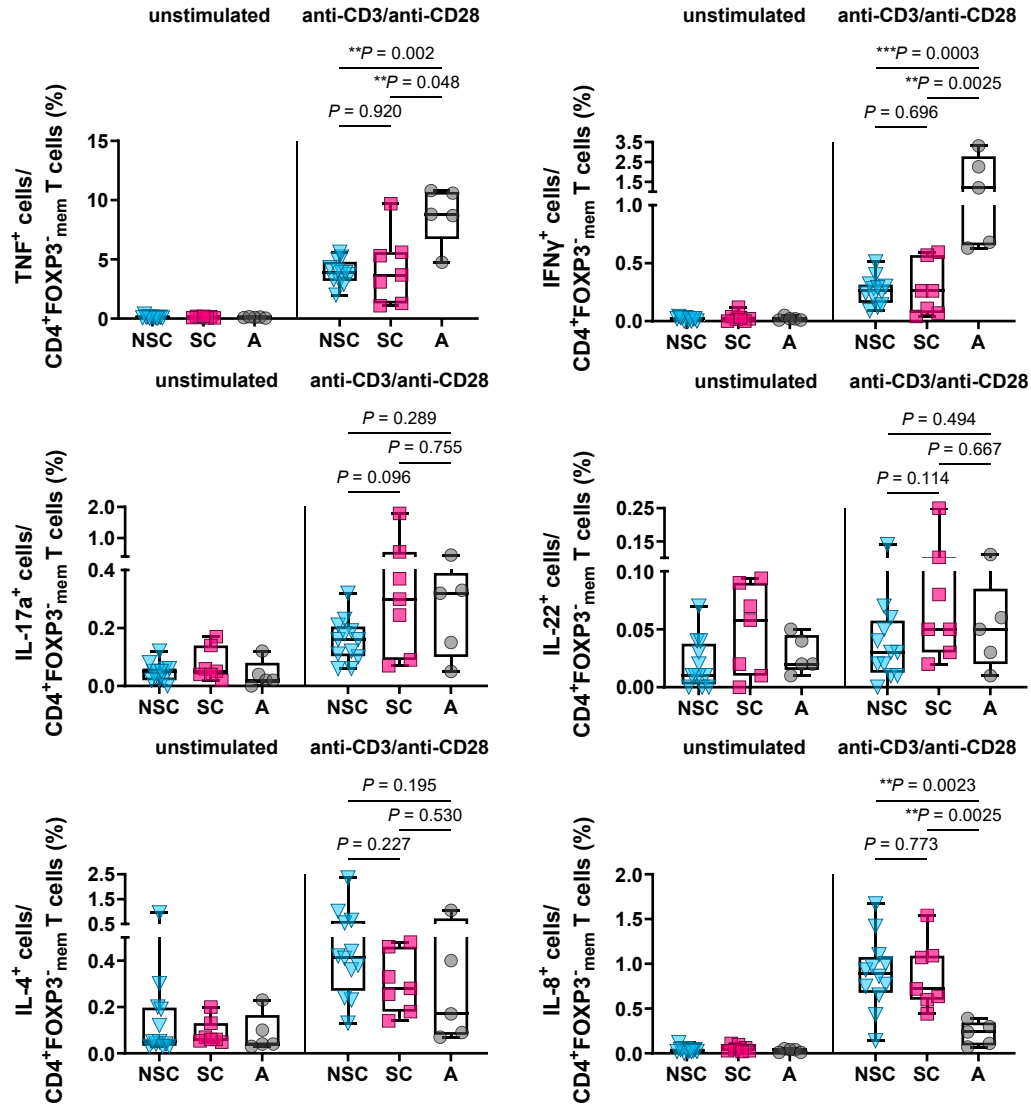 unstimulated anti-CD3/anti-CD28
**P = 0.002
**P = 0.048
P = 0.920
TNF⁺ cells/
CD4⁺FOXP3⁻mem T cells (%)
15
10
5
0
NSC SC A NSC SC A
unstimulated anti-CD3/anti-CD28
***P = 0.0003
**P = 0.0025
P = 0.696
IFNγ⁺ cells/
CD4⁺FOXP3⁻mem T cells (%)
3.5
2.5
1.5
1.0
0.5
0.0
NSC SC A NSC SC A
unstimulated anti-CD3/anti-CD28
P = 0.289
P = 0.755
P = 0.096
IL-17a⁺ cells/
CD4⁺FOXP3⁻mem T cells (%)
2.0
1.0
0.4
0.2
0.0
NSC SC A NSC SC A
unstimulated anti-CD3/anti-CD28
P = 0.494
P = 0.667
P = 0.114
IL-22⁺ cells/
CD4⁺FOXP3⁻mem T cells (%)
0.25
0.15
0.10
0.05
0.00
NSC SC A NSC SC A
unstimulated anti-CD3/anti-CD28
P = 0.195
P = 0.530
P = 0.227
IL-4⁺ cells/
CD4⁺FOXP3⁻mem T cells (%)
2.5
1.5
0.5
0.4
0.2
0.0
NSC SC A NSC SC A
unstimulated anti-CD3/anti-CD28
**P = 0.0023
**P = 0.0025
P = 0.773
IL-8⁺ cells/
CD4⁺FOXP3⁻mem T cells (%)
2.0
1.5
1.0
0.5
0.0
NSC SC A NSC SC A